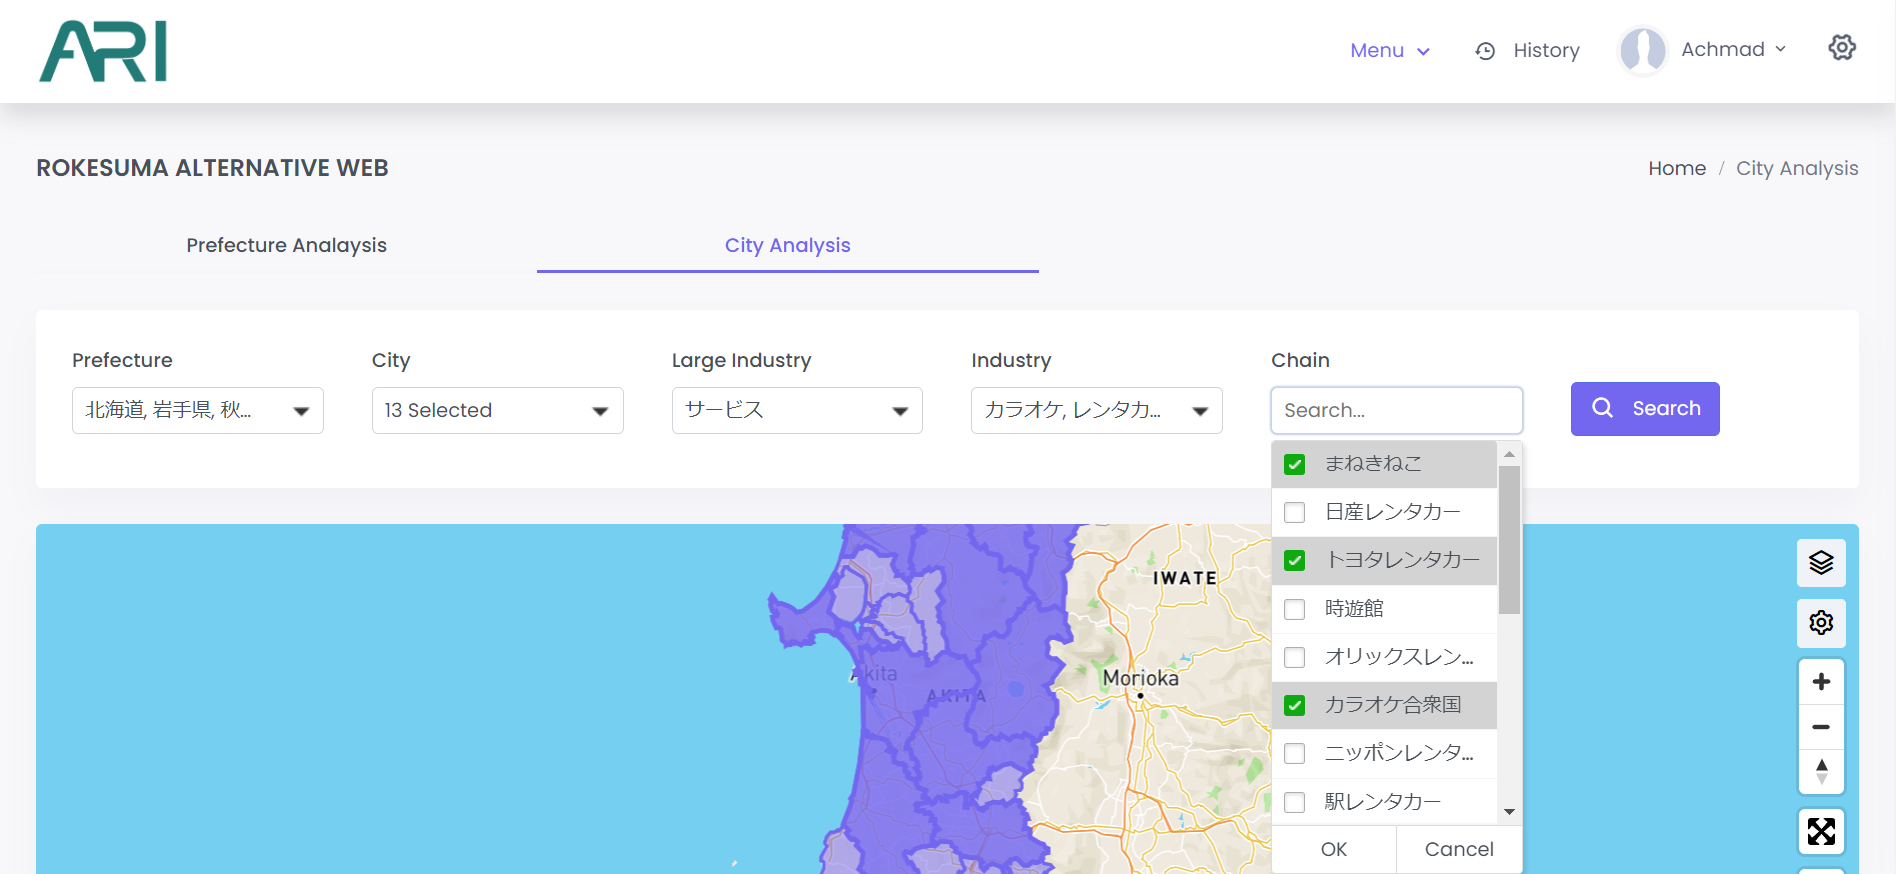 ARI
Menu
History
Achmad
ROKESUMA ALTERNATIVE WEB
Home / City Analysis
Prefecture Analaysis
City Analysis
Prefecture
City
Large Industry
Industry
Chain
北海道, 岩手県, 秋...
13 Selected
サービス
カラオケ, レンタカ...
Search...
Search
まねきねこ
日産レンタカー
トヨタレンタカー
時遊館
オリックスレン...
カラオケ合衆国
ニッポンレンタ...
駅レンタカー
OK
Cancel
IWATE
Akita
AKITA
Morioka